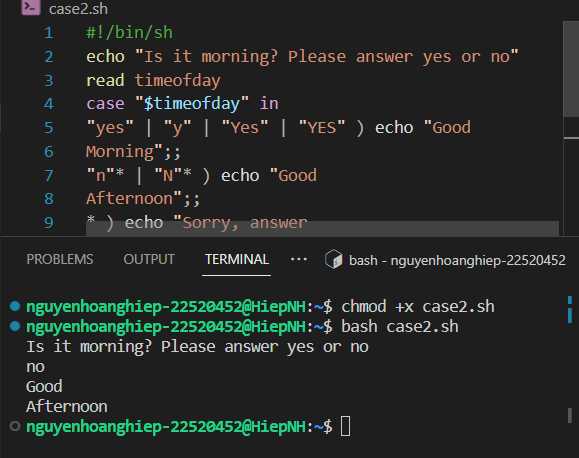 case2.sh
1 #!/bin/sh
2 echo "Is it morning? Please answer yes or no"
3 read timeofday
4 case "$timeofday" in
5 "yes" | "y" | "Yes" | "YES" ) echo "Good
6 Morning";;
7 "n"* | "N"* ) echo "Good
8 Afternoon";;
9 * ) echo "Sorry, answer
PROBLEMS OUTPUT TERMINAL ··· bash - nguyenhoanghiep-22520452
nguyenhoanghiep-22520452@HiepNH:~$ chmod +x case2.sh
nguyenhoanghiep-22520452@HiepNH:~$ bash case2.sh
Is it morning? Please answer yes or no
no
Good
Afternoon
nguyenhoanghiep-22520452@HiepNH:~$